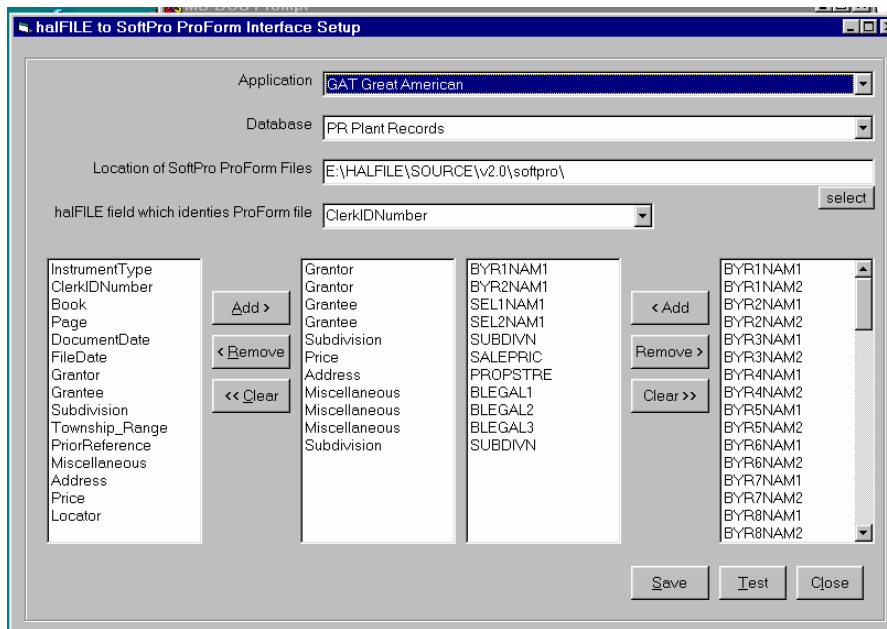 MS-DOS Prompt
halFILE to SoftPro ProForm Interface Setup
Application
GAT Great American
Database
PR Plant Records
Location of SoftPro ProForm Files
E:\HALFILE\SOURCE\v2.0\softpro\
select
halFILE field which identies ProForm file
ClerkIDNumber
InstrumentType
ClerkIDNumber
Book
Page
DocumentDate
FileDate
Grantor
Grantee
Subdivision
Township_Range
PriorReference
Miscellaneous
Address
Price
Locator
Add >
< Remove
<< Clear
Grantor
Grantor
Grantee
Grantee
Subdivision
Price
Address
Miscellaneous
Miscellaneous
Miscellaneous
Subdivision
BYR1NAM1
BYR2NAM1
SEL1NAM1
SEL2NAM1
SUBDIVN
SALEPRIC
PROPSTRE
BLEGAL1
BLEGAL2
BLEGAL3
SUBDIVN
< Add
Remove >
Clear >>
BYR1NAM1
BYR1NAM2
BYR2NAM1
BYR2NAM2
BYR3NAM1
BYR3NAM2
BYR4NAM1
BYR4NAM2
BYR5NAM1
BYR5NAM2
BYR6NAM1
BYR6NAM2
BYR7NAM1
BYR7NAM2
BYR8NAM1
BYR8NAM2
Save
Test
Close